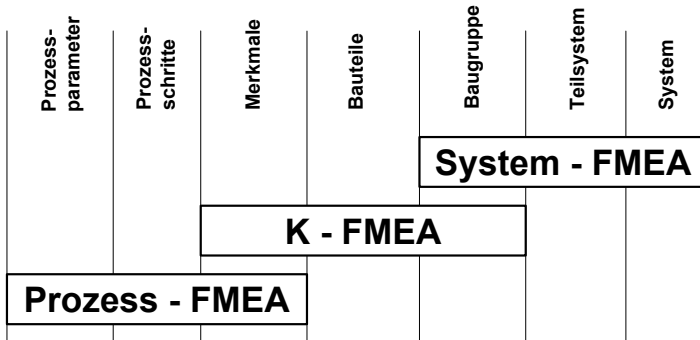 Prozess-
parameter
Prozess-
schritte
Merkmale
Bauteile
Baugruppe
Teilsystem
System
System - FMEA
K - FMEA
Prozess - FMEA